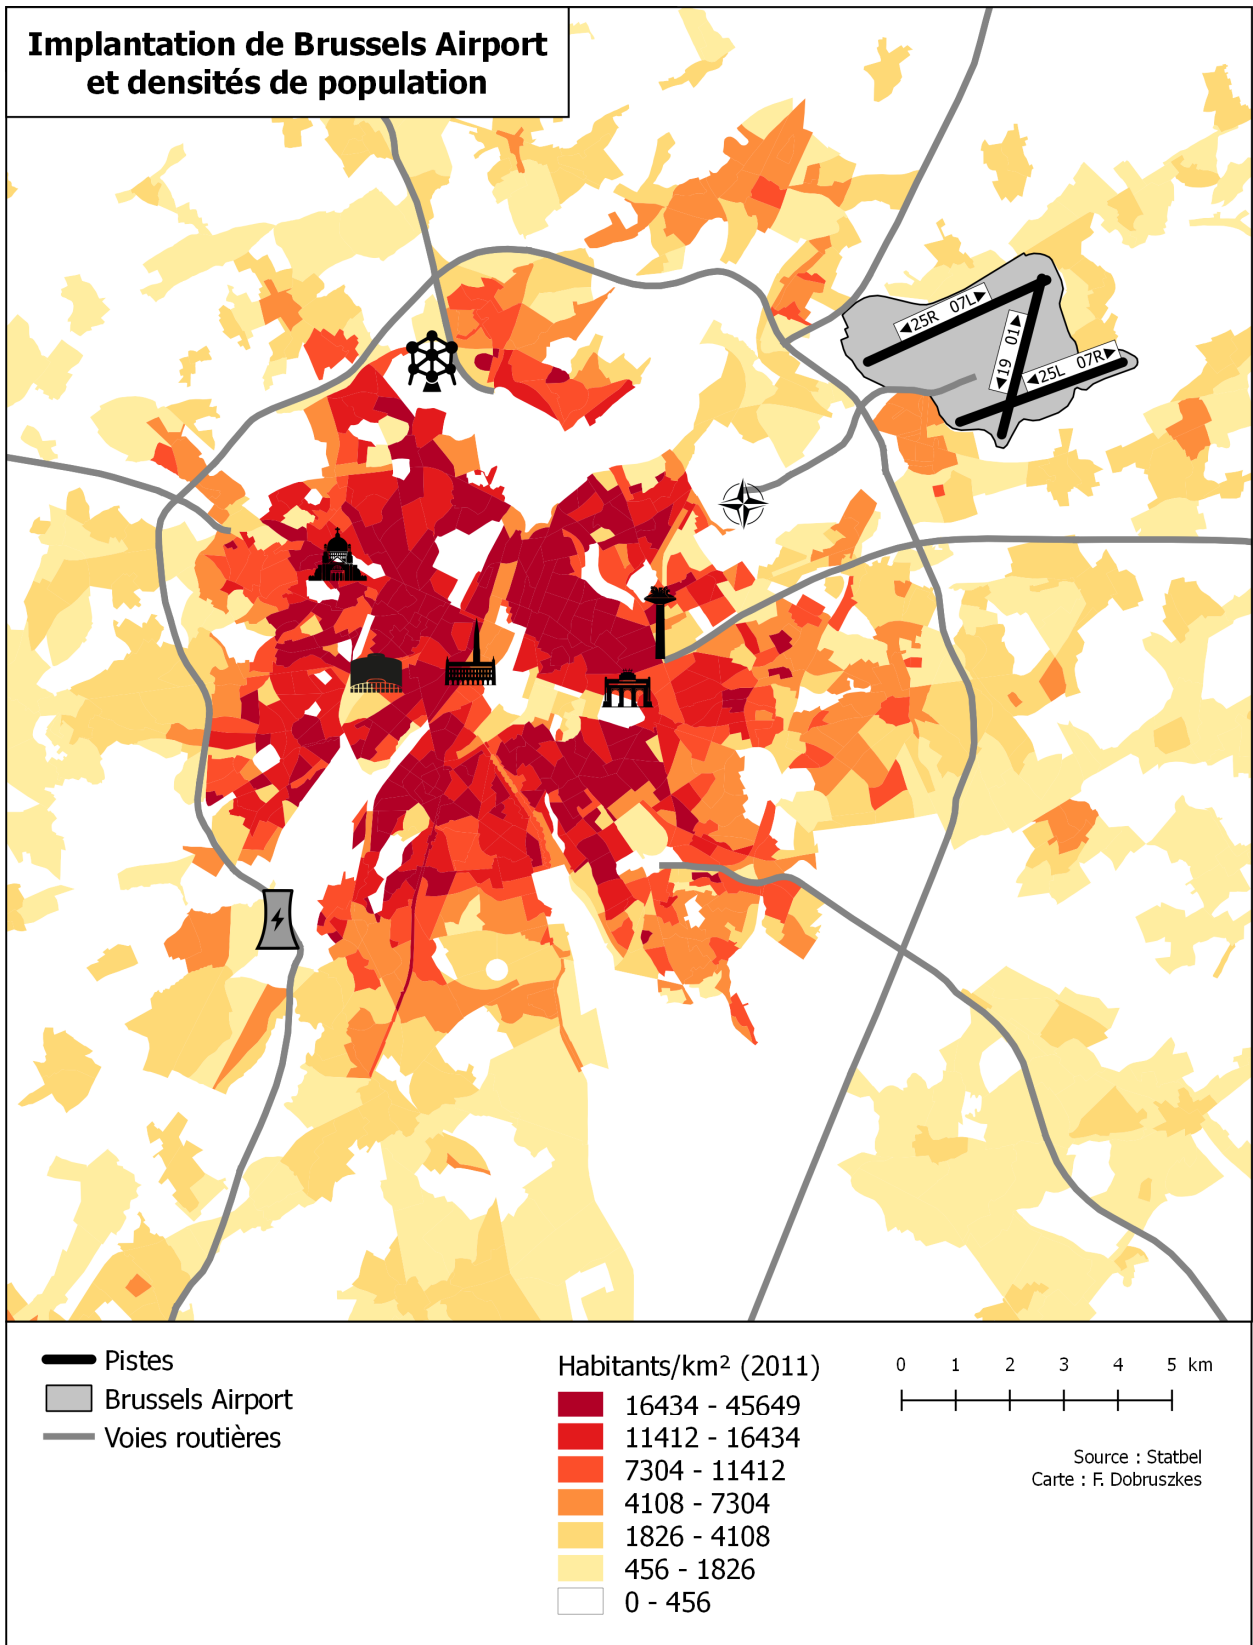 Implantation de Brussels Airport
et densités de population
◀25R 07L▶
◀19 01▶
◀25L 07R▶
Pistes
Brussels Airport
Voies routières
Habitants/km² (2011)
16434 - 45649
11412 - 16434
7304 - 11412
4108 - 7304
1826 - 4108
456 - 1826
0 - 456
0 1 2 3 4 5 km
Source : Statbel
Carte : F. Dobruszkes